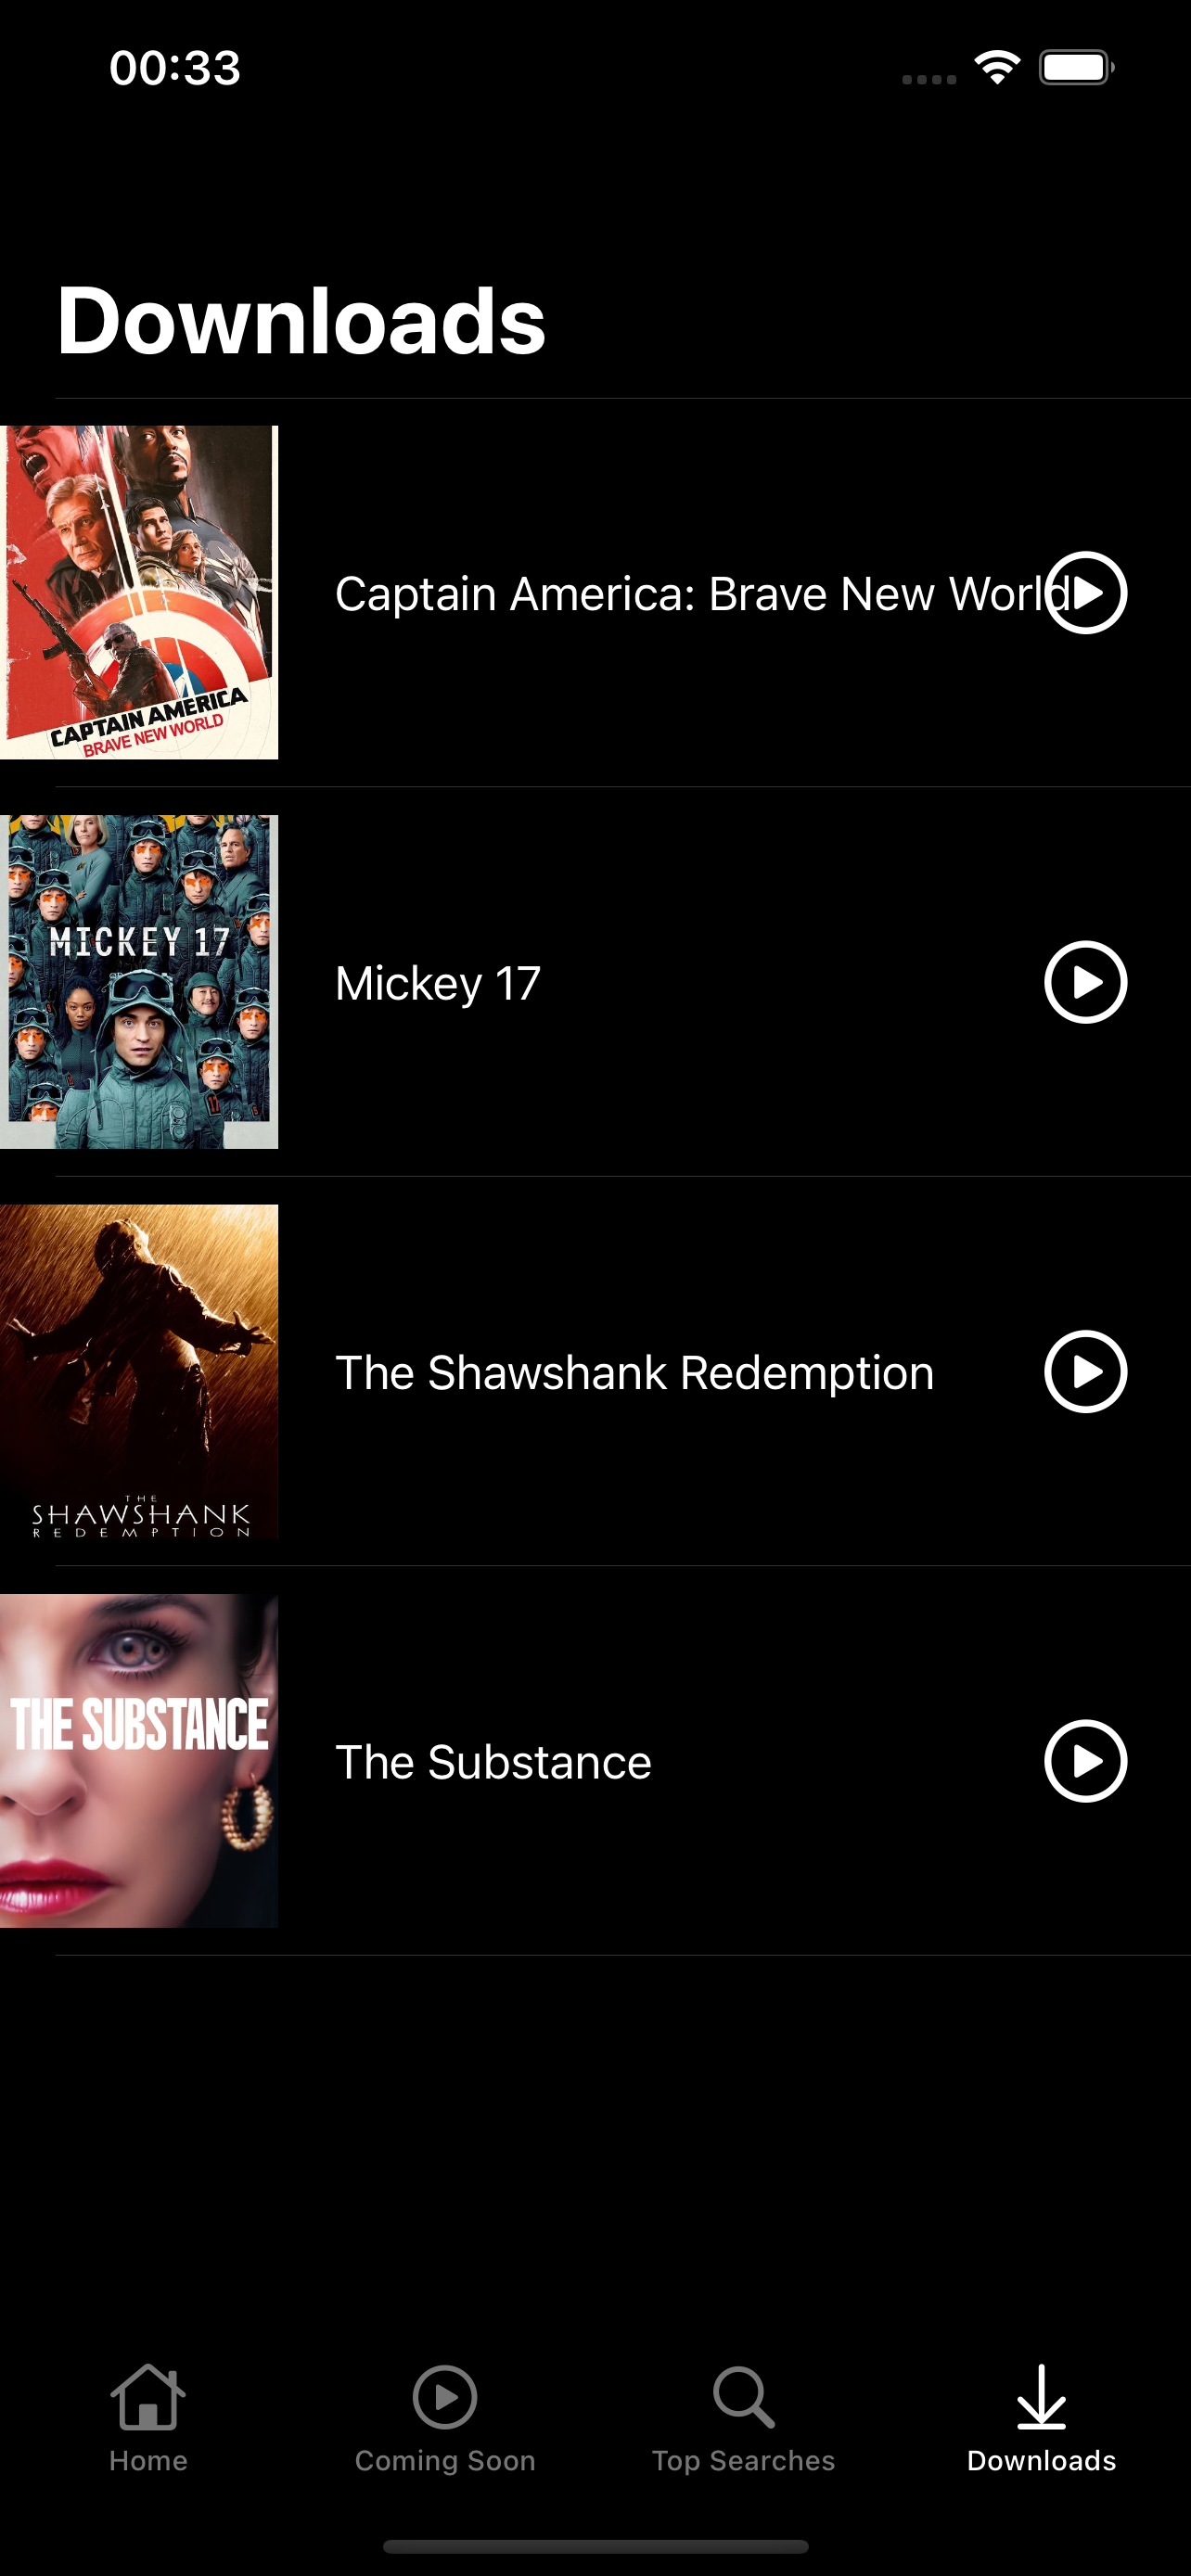 00:33
Downloads
CAPTAIN AMERICA
BRAVE NEW WORLD
Captain America: Brave New World
MICKEY 17
Mickey 17
THE
SHAWSHANK
REDEMPTION
The Shawshank Redemption
THE SUBSTANCE
The Substance
Home
Coming Soon
Top Searches
Downloads